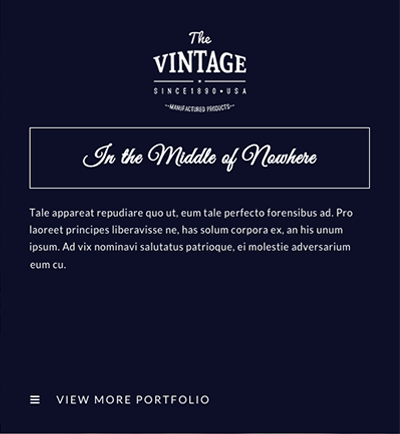 The
VINTAGE
SINCE1890•USA
MANUFACTURED PRODUCTS
In the Middle of Nowhere
Tale appareat repudiare quo ut, eum tale perfecto forensibus ad. Pro
laoreet principes liberavisse ne, has solum corpora ex, an his unum
ipsum. Ad vix nominavi salutatus patrioque, ei molestie adversarium
eum cu.
VIEW MORE PORTFOLIO